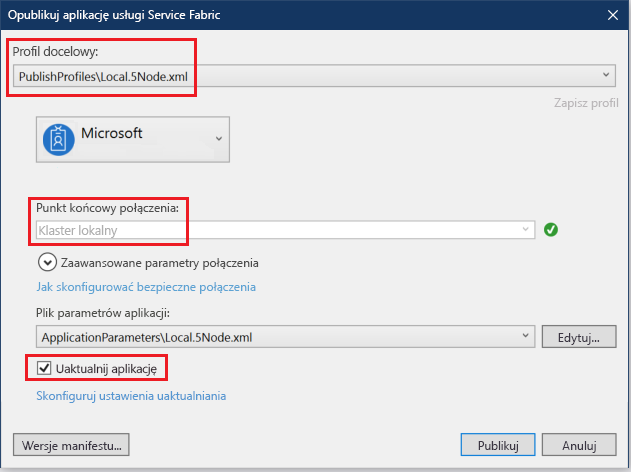 Opublikuj aplikację usługi Service Fabric
Profil docelowy:
PublishProfiles\Local.5Node.xml
Zapisz profil
Microsoft
Punkt końcowy połączenia:
Klaster lokalny
Zaawansowane parametry połączenia
Jak skonfigurować bezpieczne połączenia
Plik parametrów aplikacji:
ApplicationParameters\Local.5Node.xml
Edytuj...
Uaktualnij aplikację
Skonfiguruj ustawienia uaktualniania
Wersje manifestu...
Publikuj
Anuluj